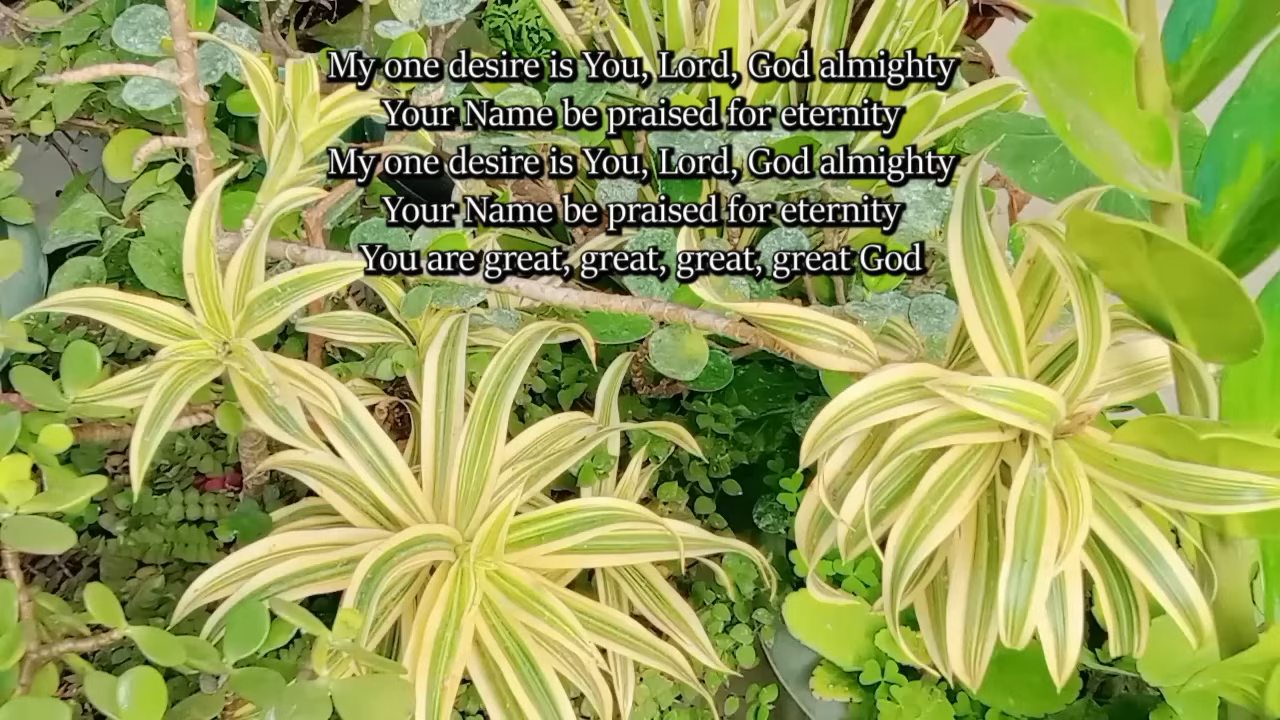 My one desire is You, Lord, God almighty
Your Name be praised for eternity
My one desire is You, Lord, God almighty
Your Name be praised for eternity
You are great, great, great, great God